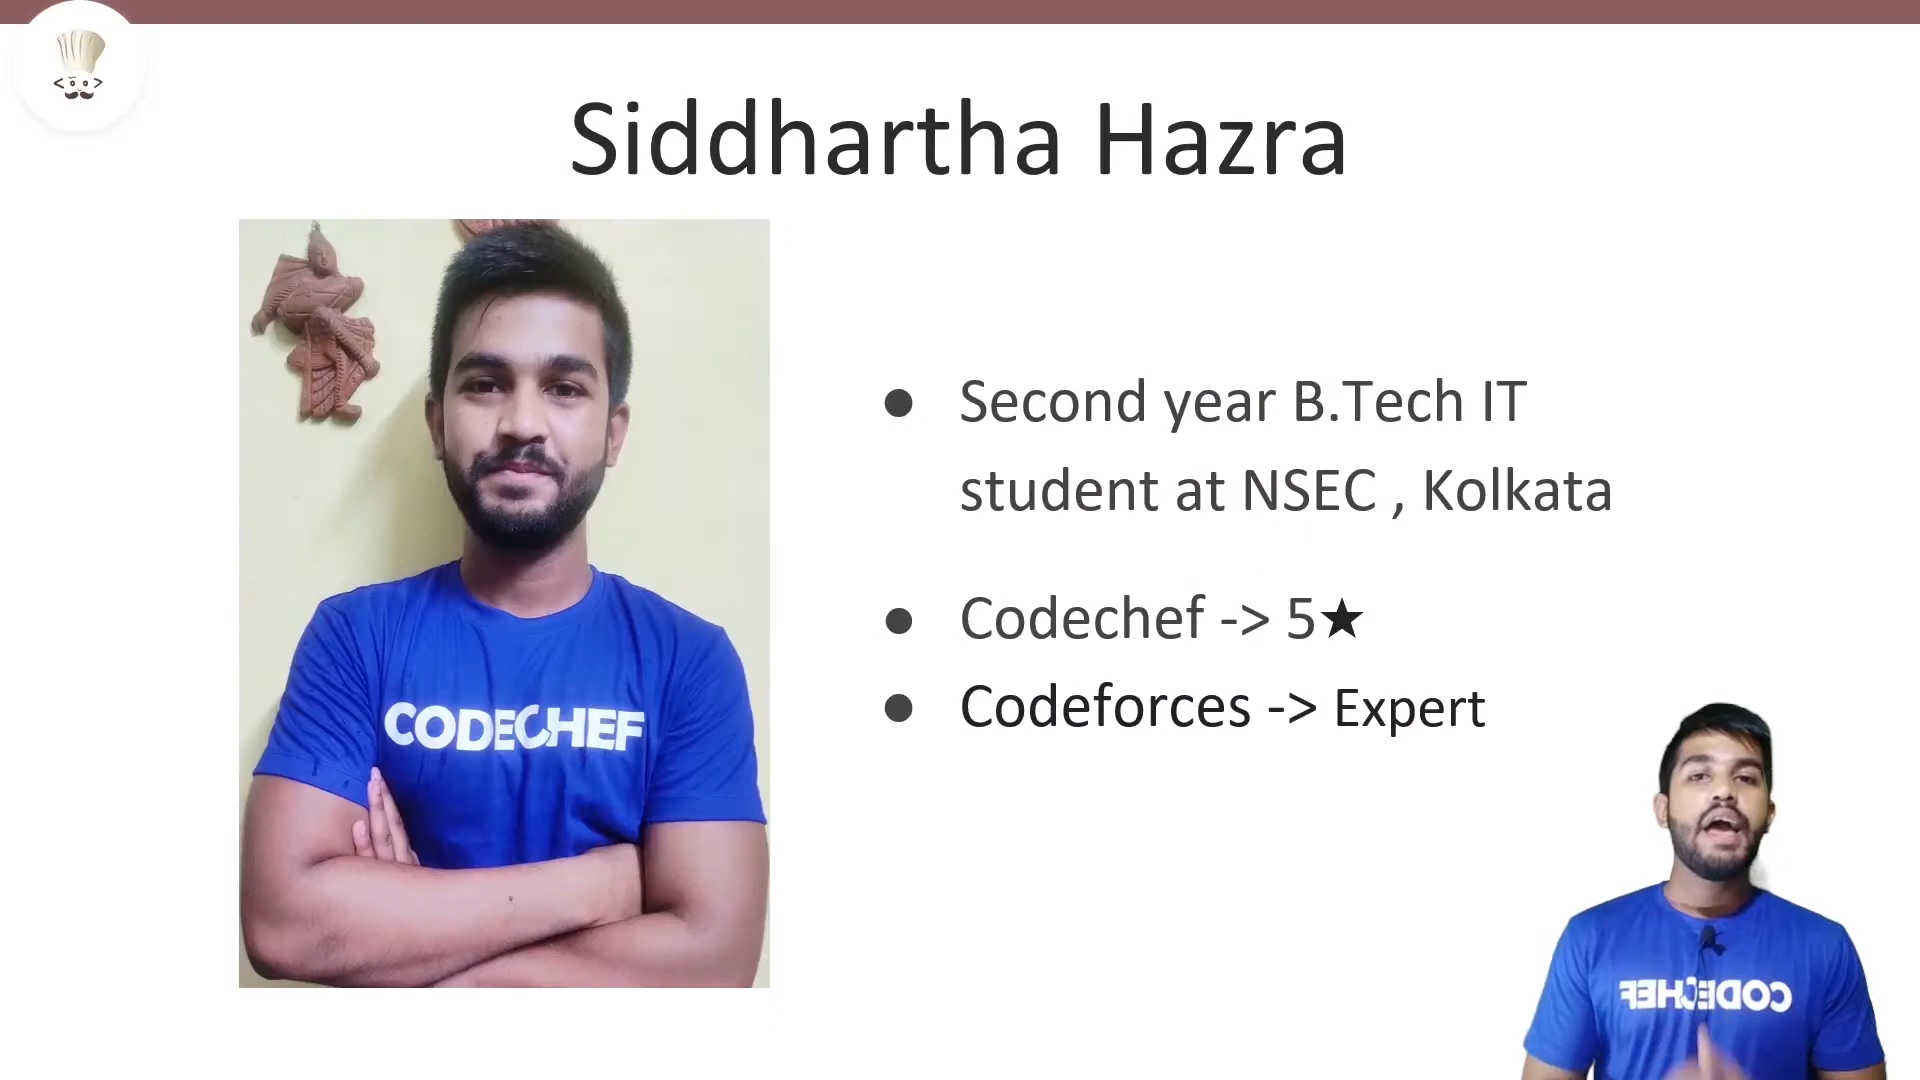 Siddhartha Hazra
● Second year B.Tech IT
student at NSEC , Kolkata
● Codechef -> 5★
● Codeforces -> Expert
CODECHEF
CODECHEF